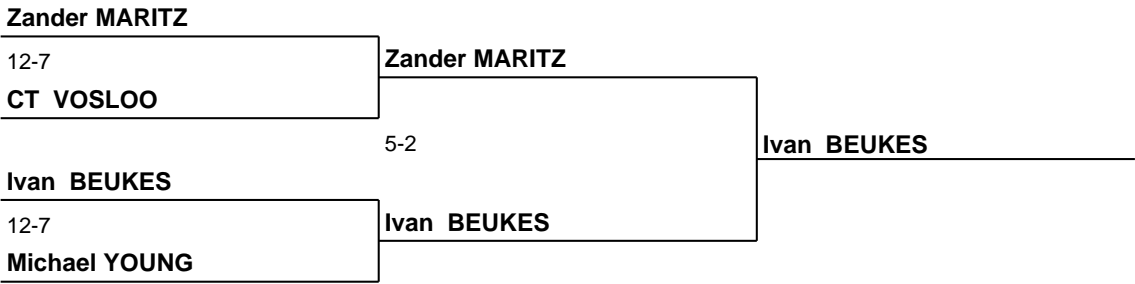 Zander MARITZ
12-7
Zander MARITZ
CT VOSLOO
5-2
Ivan BEUKES
Ivan BEUKES
12-7
Ivan BEUKES
Michael YOUNG